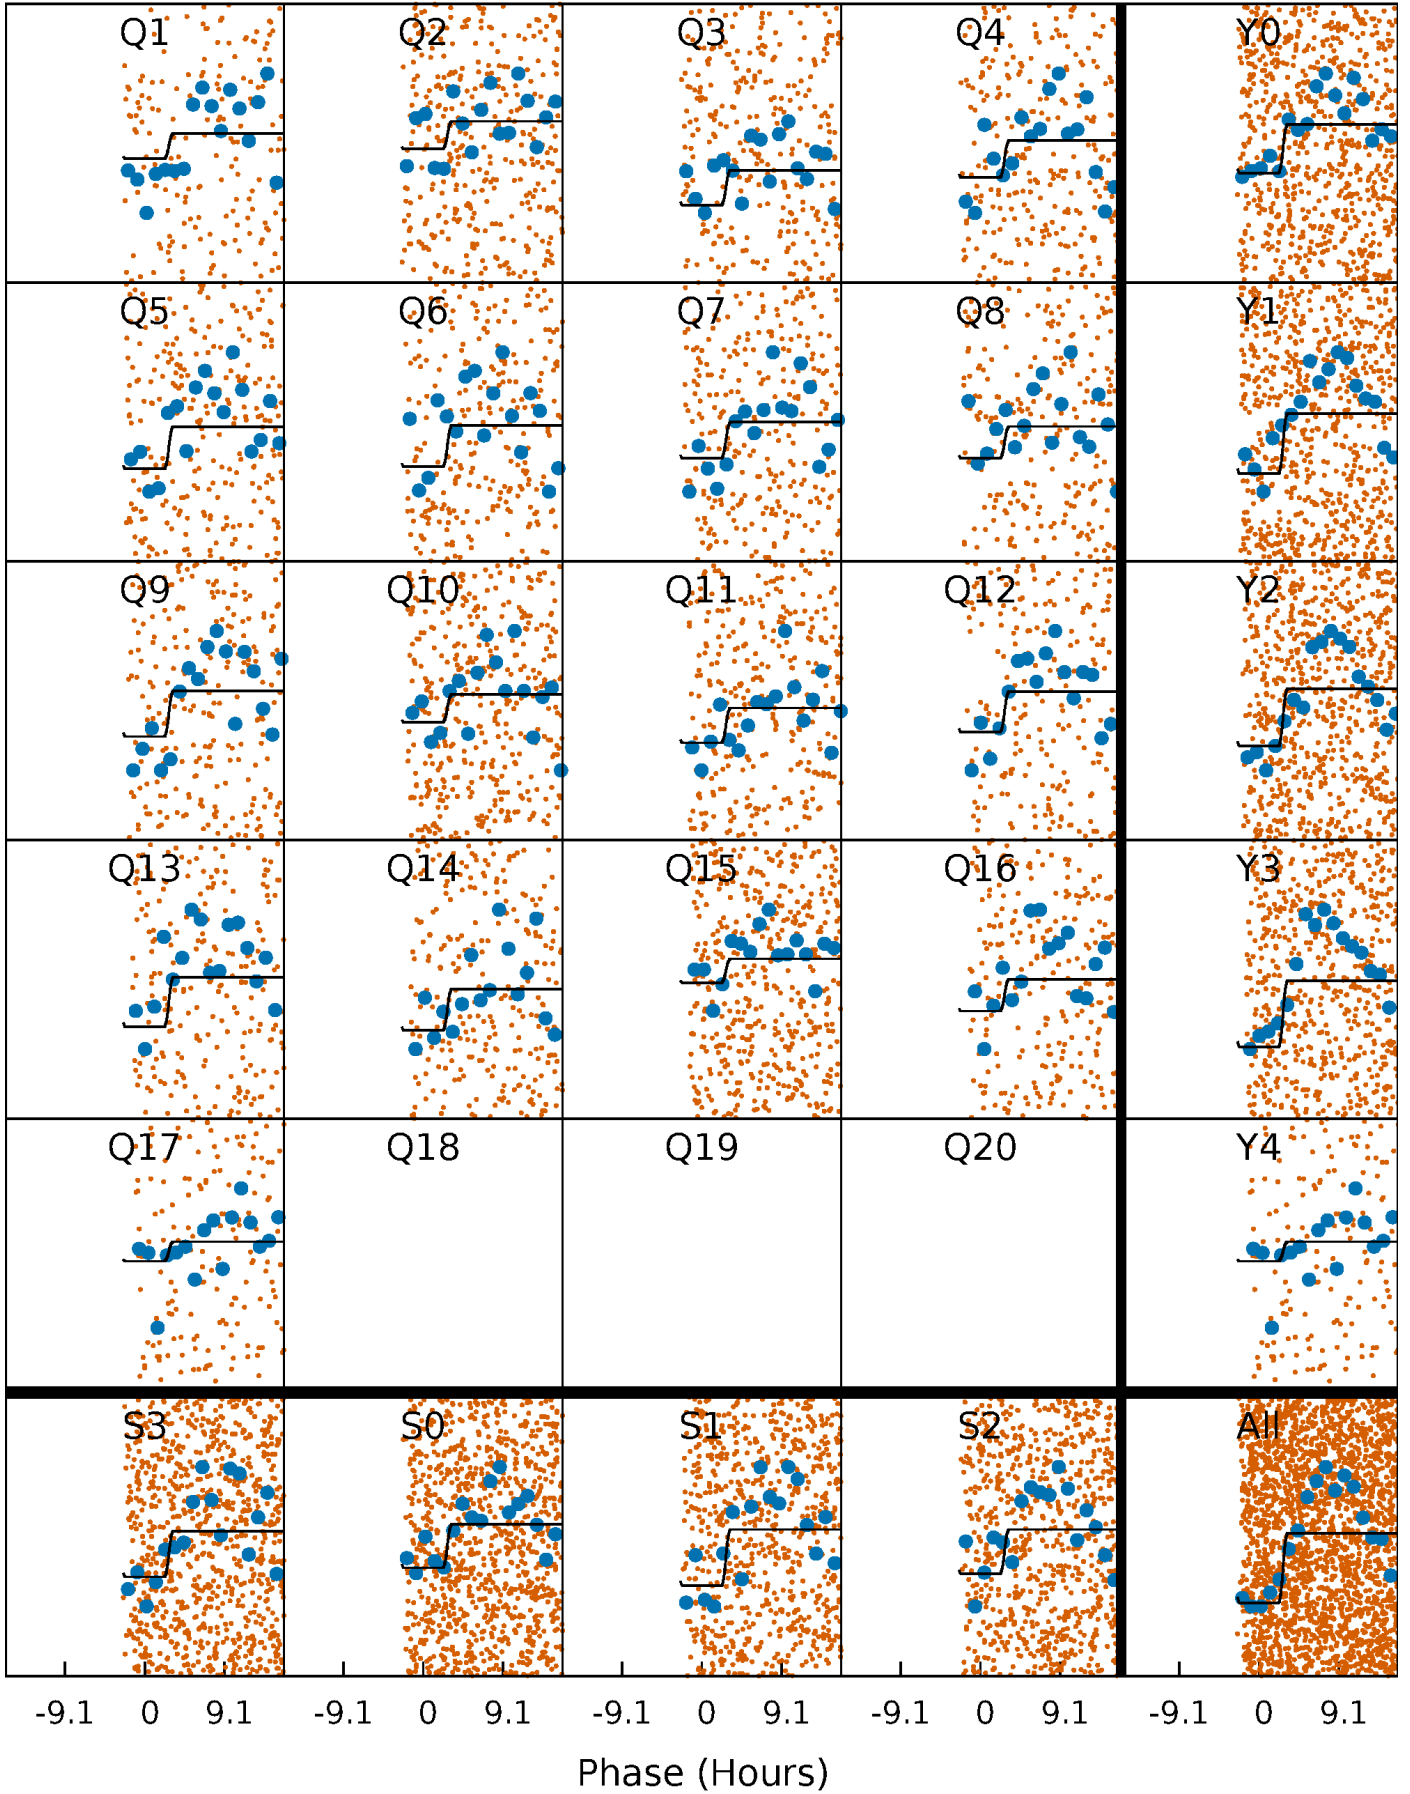 Q1 Q2 Q3 Q4 Y0
Q5 Q6 Q7 Q8 Y1
Q9 Q10 Q11 Q12 Y2
Q13 Q14 Q15 Q16 Y3
Q17 Q18 Q19 Q20 Y4
S3 S0 S1 S2 All
-9.1 0 9.1 -9.1 0 9.1 -9.1 0 9.1 -9.1 0 9.1 -9.1 0 9.1
Phase (Hours)